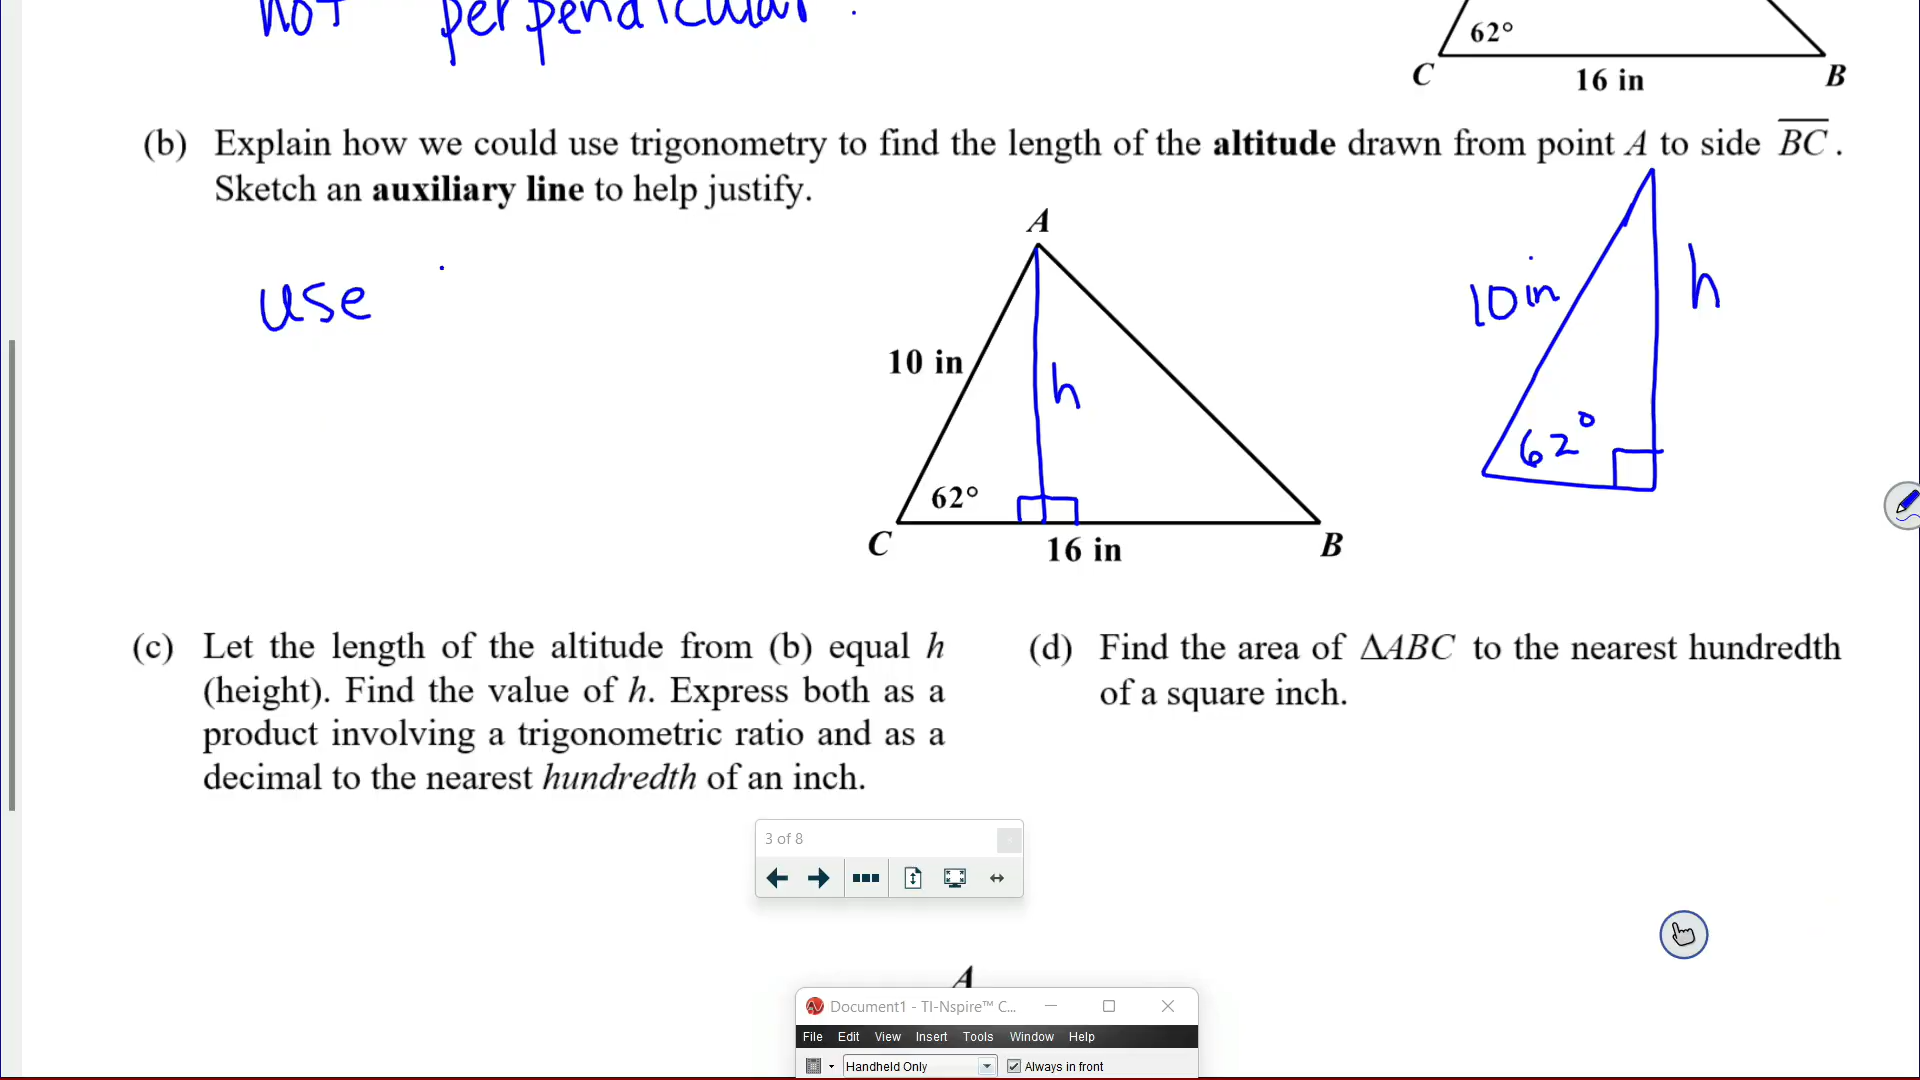 not perpendicular.
62°
C
16 in
B
(b) Explain how we could use trigonometry to find the length of the altitude drawn from point A to side BC.
Sketch an auxiliary line to help justify.
use
A
10 in
h
62°
C
16 in
B
10 in
h
62°
(c) Let the length of the altitude from (b) equal h
(height). Find the value of h. Express both as a
product involving a trigonometric ratio and as a
decimal to the nearest hundredth of an inch.
(d) Find the area of ΔABC to the nearest hundredth
of a square inch.
3 of 8
A
Document1 - TI-Nspire™ C...
File Edit View Insert Tools Window Help
Handheld Only Always in front